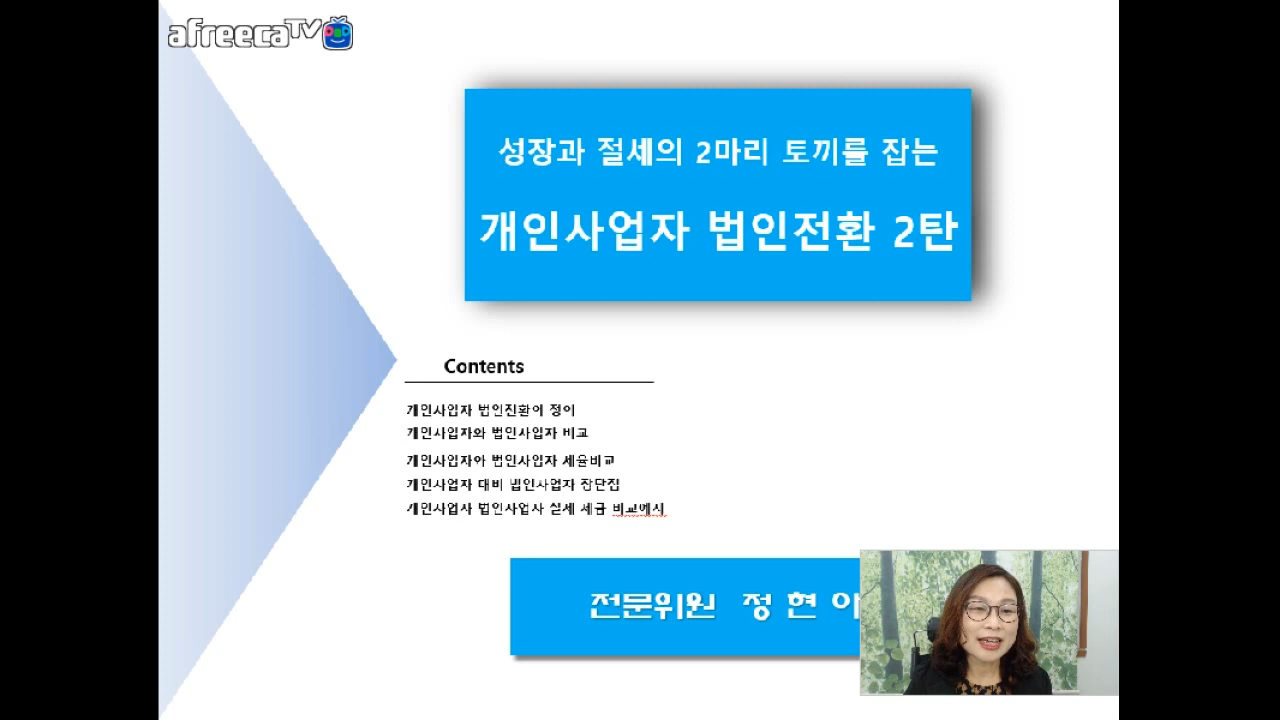 afreecaTV
성장과 절세의 2마리 토끼를 잡는
개인사업자 법인전환 2탄
Contents
개인사업자 법인전환의 정의
개인사업자와 법인사업자 비교
개인사업자와 법인사업자 세율비교
개인사업자 대비 법인사업자 장단점
개인사업자 법인사업자 실제 세금 비교예시
전문위원 정 현